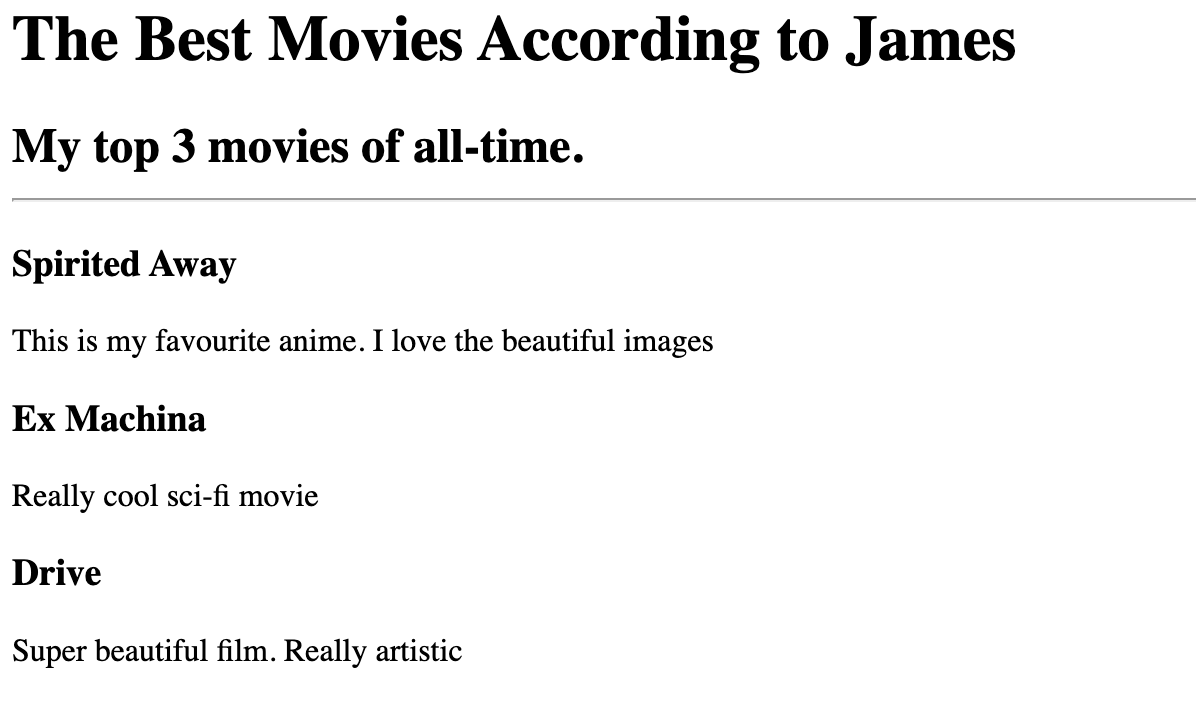 The Best Movies According to James
My top 3 movies of all-time.
Spirited Away
This is my favourite anime. I love the beautiful images
Ex Machina
Really cool sci-fi movie
Drive
Super beautiful film. Really artistic